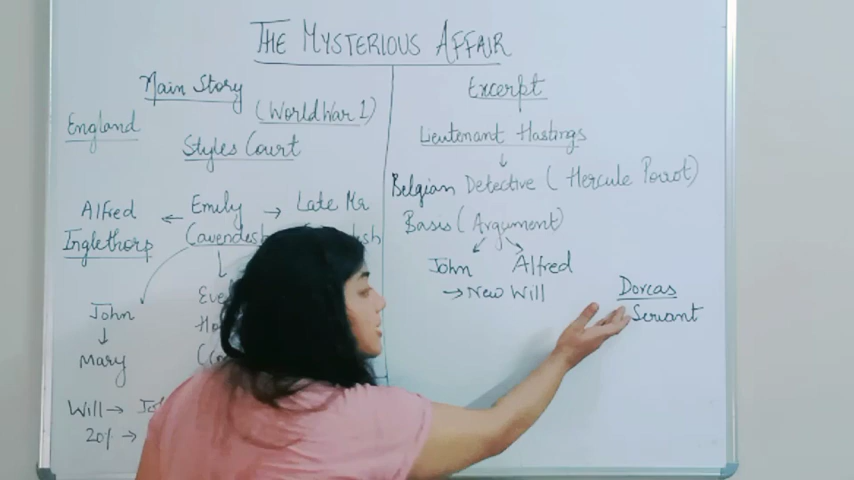 THE MYSTERIOUS AFFAIR
Main Story
(World War 1)
England
Styles Court
Alfred ← Emily → Late Mr
Inglethorp
John
↓
Mary
Will →
20% →
Excerpt
Lieutenant Hastings
↓
Belgian Detective ( Hercule Poirot)
Basis ( Argument)
John Alfred
→ New Will
Dorcas
Servant